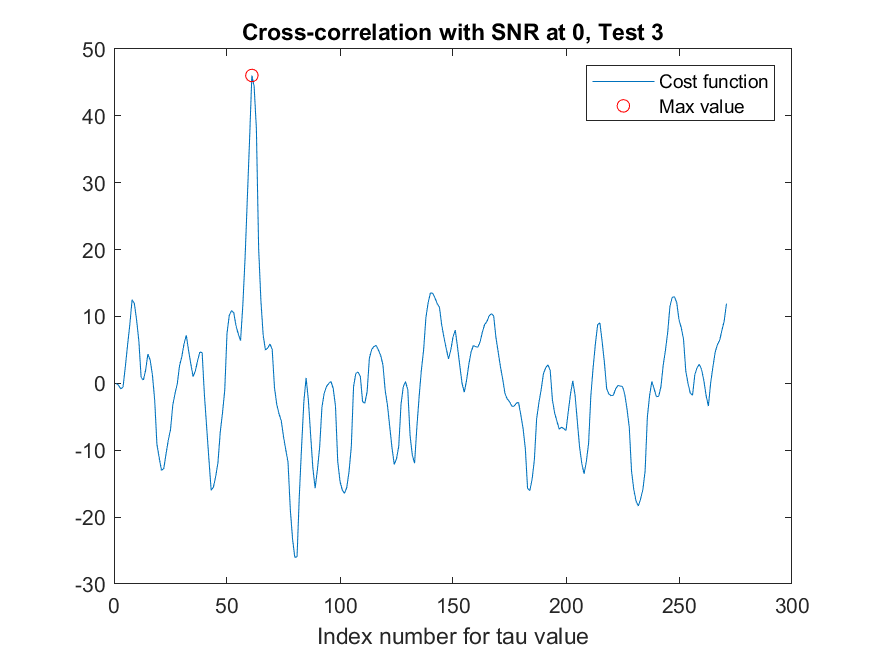 Cross-correlation with SNR at 0, Test 3
50
40
30
20
10
0
-10
-20
-30
0 50 100 150 200 250 300
Index number for tau value
Cost function
Max value